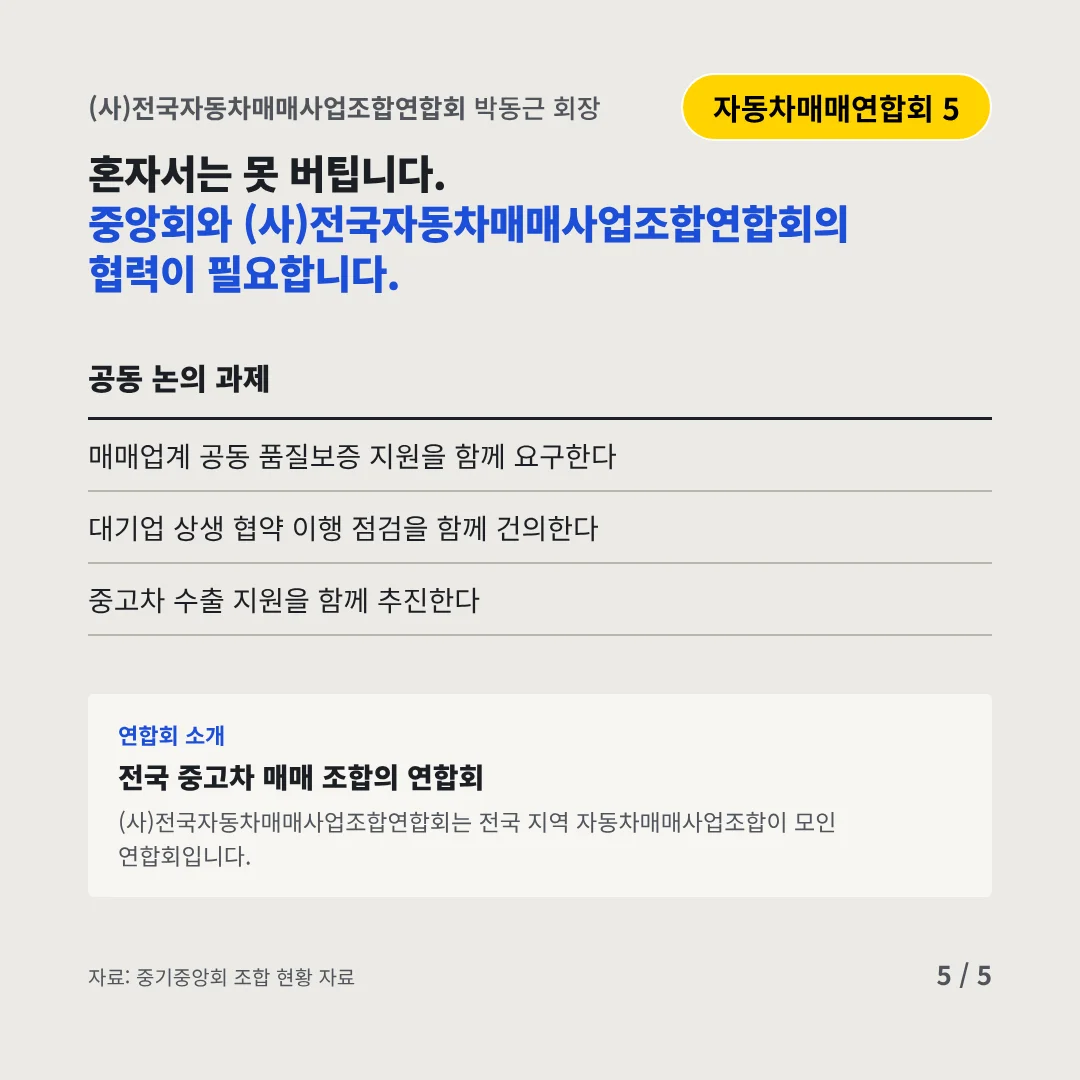 (사)전국자동차매매사업조합연합회 박동근 회장
자동차매매연합회 5
혼자서는 못 버팁니다.
중앙회와 (사)전국자동차매매사업조합연합회의
협력이 필요합니다.
공동 논의 과제
매매업계 공동 품질보증 지원을 함께 요구한다
대기업 상생 협약 이행 점검을 함께 건의한다
중고차 수출 지원을 함께 추진한다
연합회 소개
전국 중고차 매매 조합의 연합회
(사)전국자동차매매사업조합연합회는 전국 지역 자동차매매사업조합이 모인
연합회입니다.
자료: 중기중앙회 조합 현황 자료
5 / 5